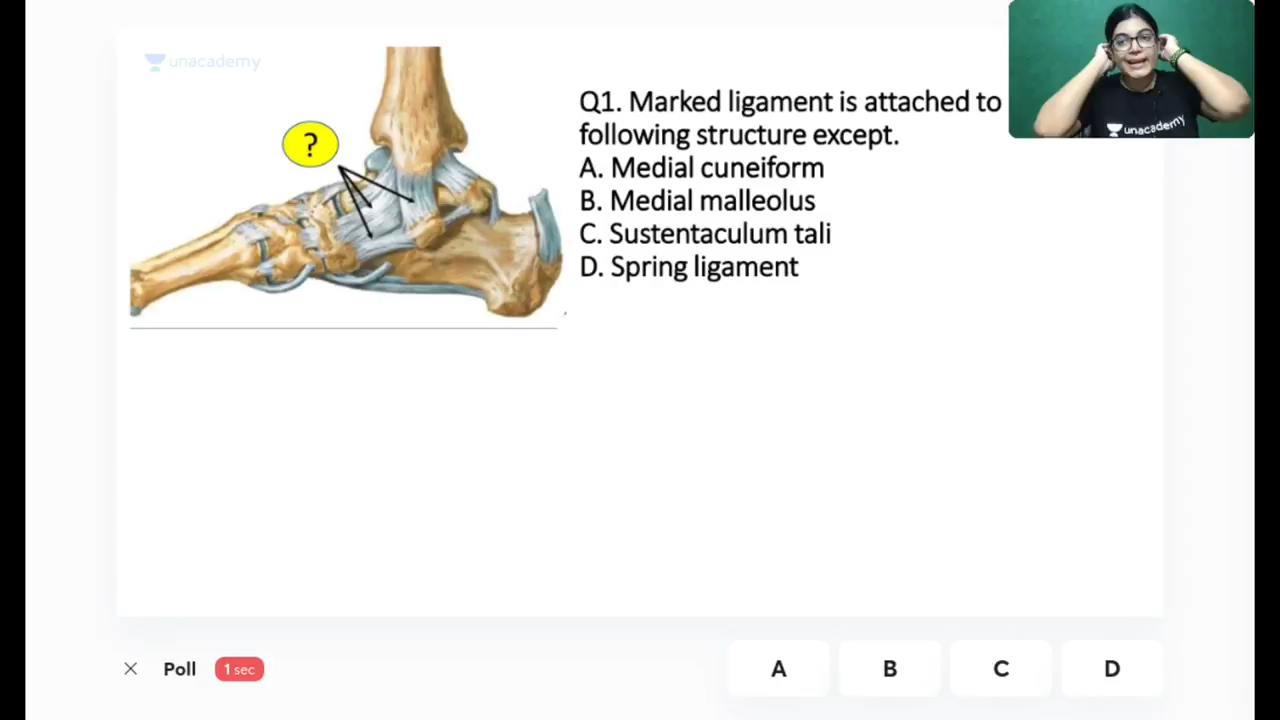 unacademy
?
Q1. Marked ligament is attached to
following structure except.
A. Medial cuneiform
B. Medial malleolus
C. Sustentaculum tali
D. Spring ligament
unacademy
Poll
1 sec
A
B
C
D